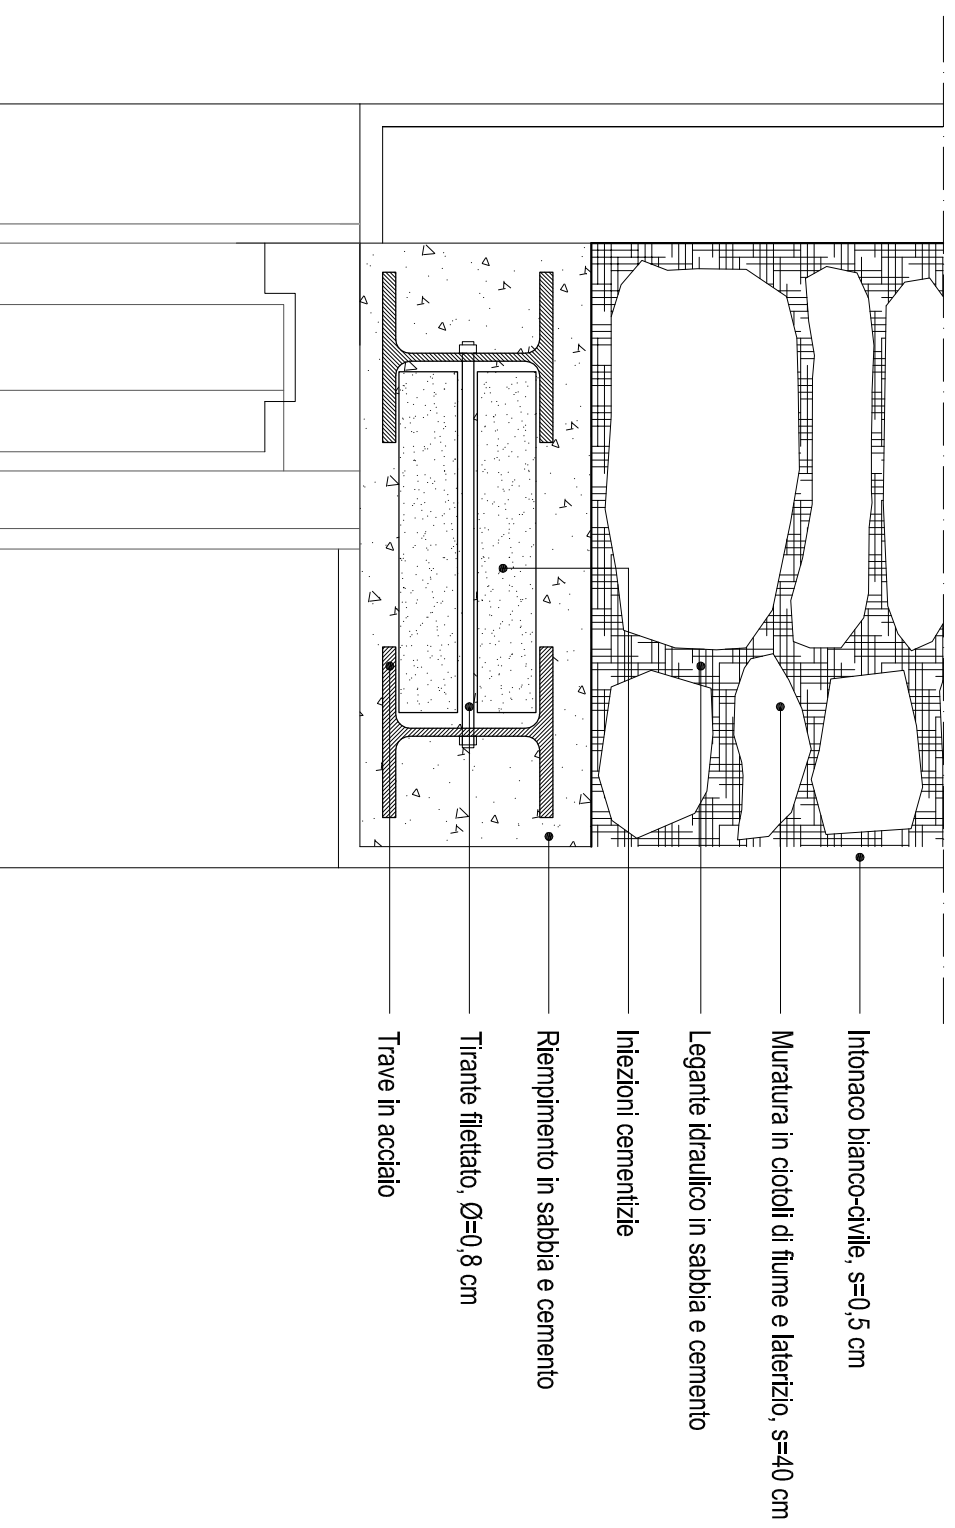 Intonaco bianco-civile, s=0,5 cm
Muratura in ciotoli di fiume e laterizio, s=40 cm
Legante idraulico in sabbia e cemento
Iniezioni cementizie
Riempimento in sabbia e cemento
Tirante filettato, Ø=0,8 cm
Trave in acciaio